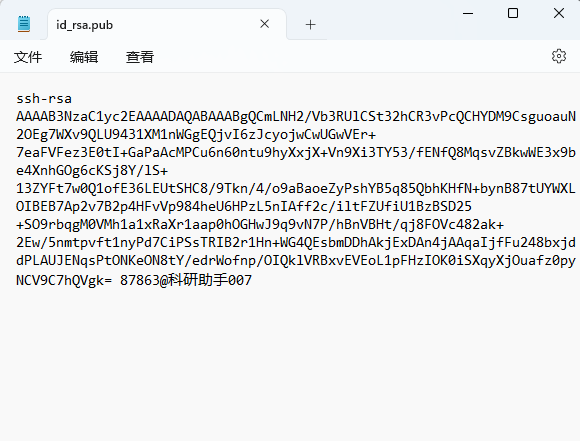 id_rsa.pub
文件 编辑 查看
ssh-rsa
AAAAB3NzaC1yc2EAAAADAQABAAABgQCmLNH2/Vb3RUlCSt32hCR3vPcQCHYDM9CsguoauN
2OEg7WXv9QLU9431XM1nWGgEQjvI6zJcyojwCwUGwVEr+
7eaFVFez3E0tI+GaPaAcMPCu6n60ntu9hyXxjX+Vn9Xi3TY53/fENfQ8MqsvZBkwWE3x9b
e4XnhGOg6cKSj8Y/lS+
13ZYFt7w0Q1ofE36LEUtSHC8/9Tkn/4/o9aBaoeZyPshYB5q85QbhKHfN+bynB87tUYWXL
OIBEB7Ap2v7B2p4HFvVp984heU6HPzL5nIAff2c/iltFZUfiU1BzBSD25
+SO9rbqgM0VMh1a1xRaXr1aap0hOGHwJ9q9vN7P/hBnVBHt/qj8FOVc482ak+
2Ew/5nmtpvft1nyPd7CiPSsTRIB2r1Hn+WG4QEsbmDDhAkjExDAn4jAAqaIjfFu248bxjd
dPLAUJENqsPtONKeON8tY/edrWofnp/OIQklVRBxvEVEoL1pFHzIOK0iSXqyXjOuafz0py
NCV9C7hQVgk= 87863@科研助手007